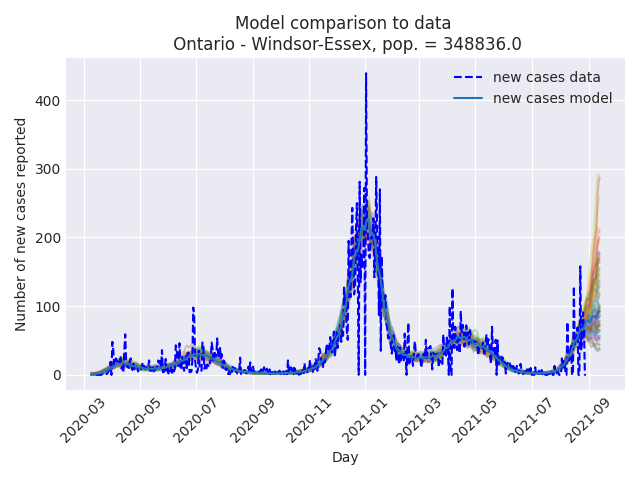 Model comparison to data
Ontario - Windsor-Essex, pop. = 348836.0
new cases data
new cases model
Number of new cases reported
400
300
200
100
0
2020-03
2020-05
2020-07
2020-09
2020-11
2021-01
2021-03
2021-05
2021-07
2021-09
Day